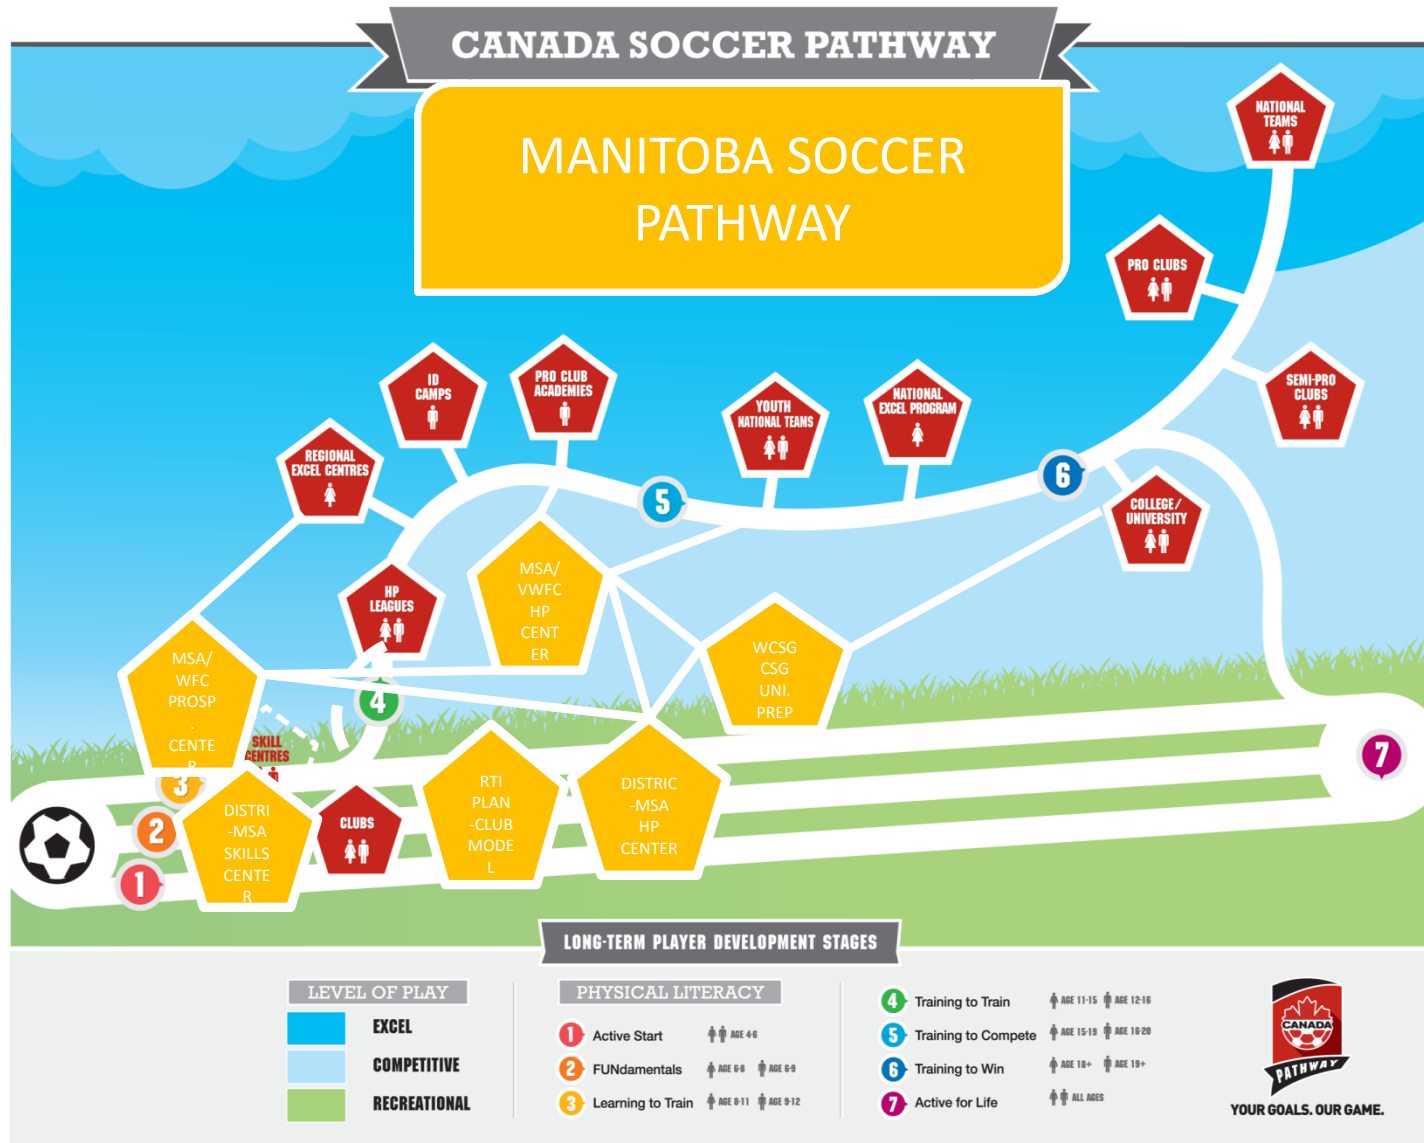 CANADA SOCCER PATHWAY
MANITOBA SOCCER
PATHWAY
NATIONAL
TEAMS
PRO CLUBS
SEMI-PRO
CLUBS
ID
CAMPS
PRO CLUB
ACADEMIES
YOUTH
NATIONAL TEAMS
NATIONAL
EXCEL PROGRAM
REGIONAL
EXCEL CENTRES
5
6
COLLEGE/
UNIVERSITY
HP
LEAGUES
MSA/
VWFC
HP
CENT
ER
MSA/
WFC
PROSP
.
CENTE
R
WCSG
CSG
UNI.
PREP
4
SKILL
CENTRES
3
2
1
DISTRI
-MSA
SKILLS
CENTE
R
CLUBS
RTI
PLAN
-CLUB
MODE
L
DISTRIC
-MSA
HP
CENTER
7
LONG-TERM PLAYER DEVELOPMENT STAGES
LEVEL OF PLAY
EXCEL
COMPETITIVE
RECREATIONAL
PHYSICAL LITERACY
1 Active Start AGE 4-6
2 FUNdamentals AGE 6-8 AGE 6-9
3 Learning to Train AGE 8-11 AGE 9-12
4 Training to Train AGE 11-15 AGE 12-16
5 Training to Compete AGE 15-19 AGE 16-20
6 Training to Win AGE 18+ AGE 19+
7 Active for Life ALL AGES
CANADA
PATHWAY
YOUR GOALS. OUR GAME.